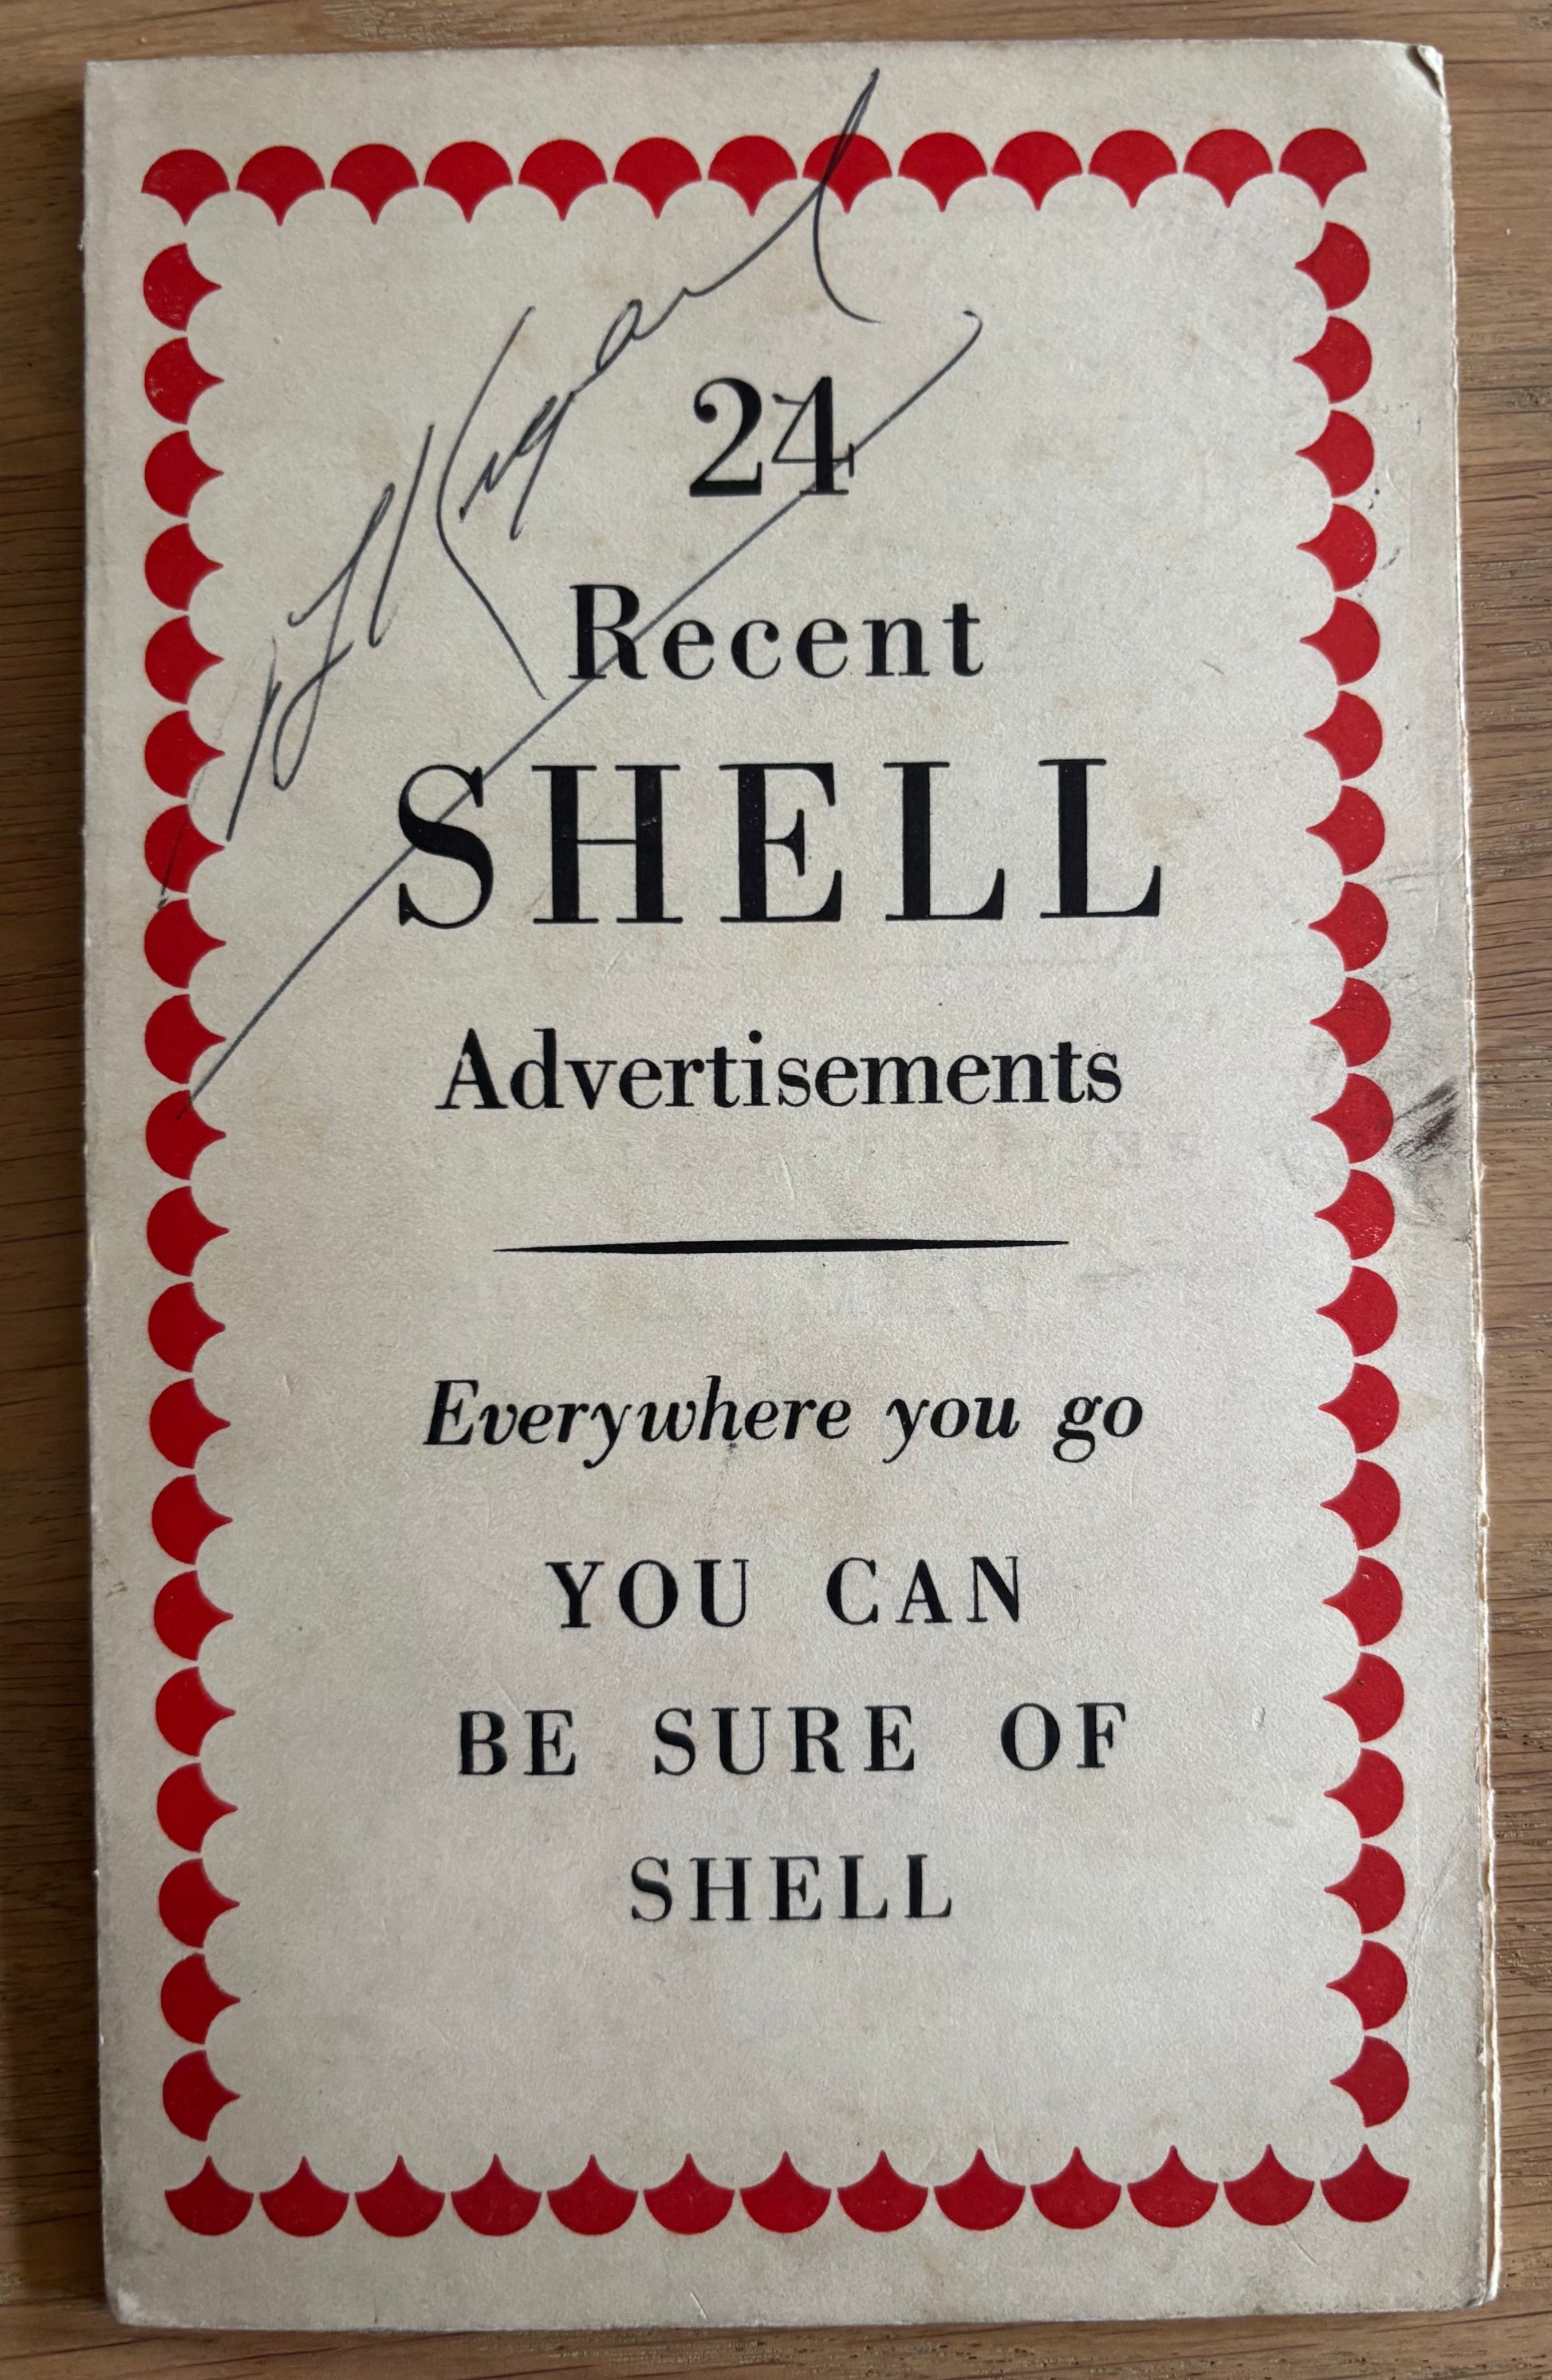 24
Recent
SHELL
Advertisements
Everywhere you go
YOU CAN
BE SURE OF
SHELL